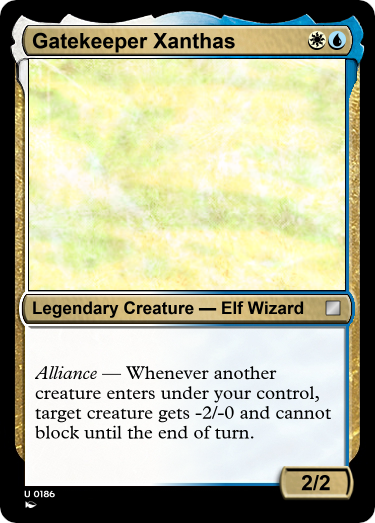 Gatekeeper Xanthas
Legendary Creature — Elf Wizard
Alliance — Whenever another
creature enters under your control,
target creature gets -2/-0 and cannot
block until the end of turn.
2/2
U 0186